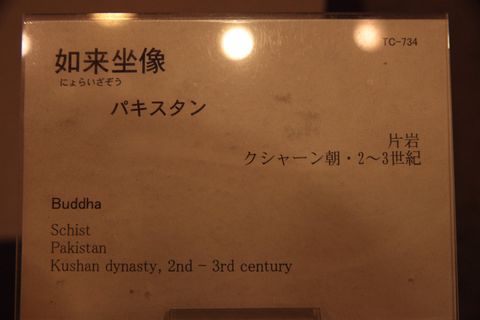 TC-734
如来坐像
にょらいざぞう
パキスタン
片岩
クシャーン朝・2〜3世紀
Buddha
Schist
Pakistan
Kushan dynasty, 2nd - 3rd century